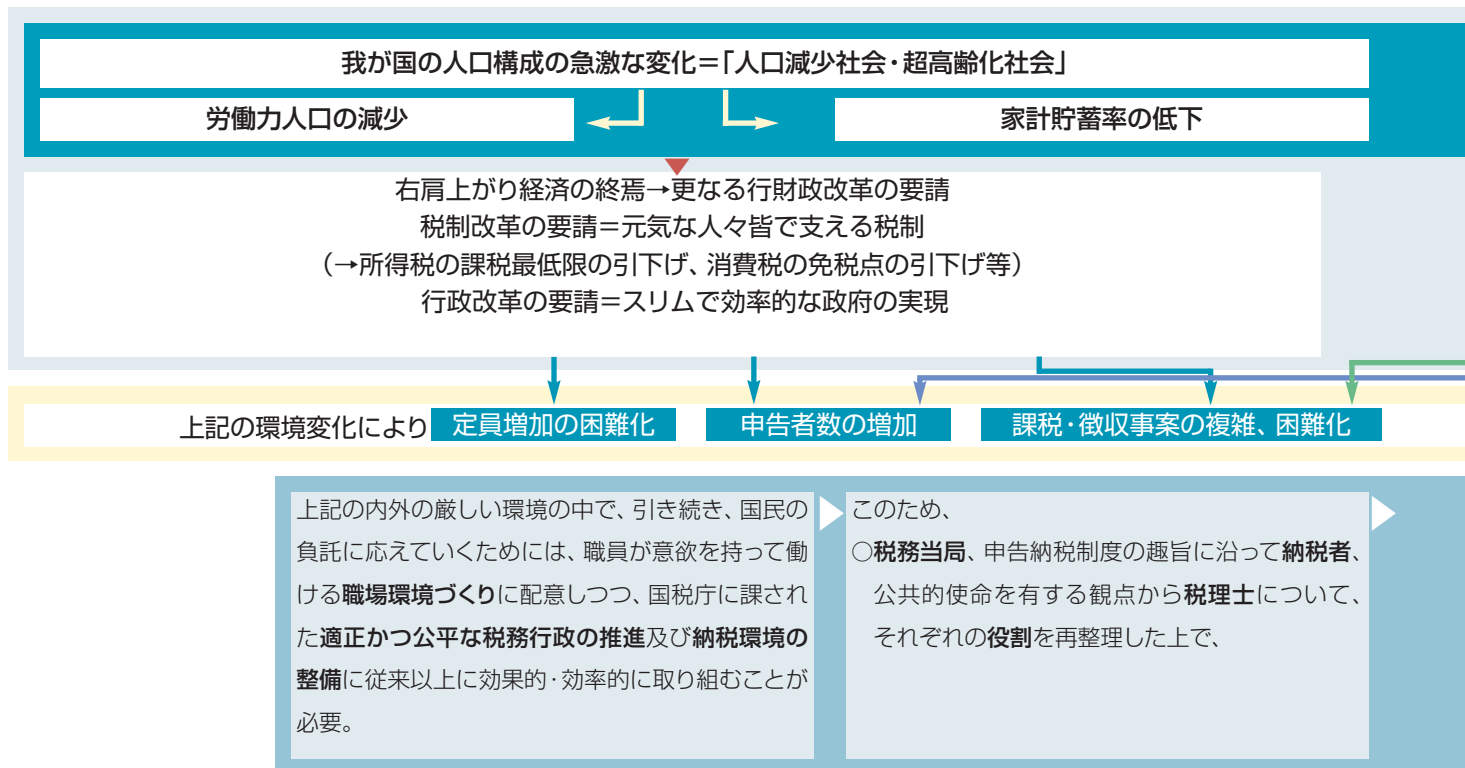 我が国の人口構成の急激な変化＝｢人口減少社会・超高齢化社会｣
労働力人口の減少
家計貯蓄率の低下
右肩上がり経済の終焉→更なる行財政改革の要請
税制改革の要請＝元気な人々皆で支える税制
（→所得税の課税最低限の引下げ、消費税の免税点の引下げ等）
行政改革の要請＝スリムで効率的な政府の実現
上記の環境変化により 定員増加の困難化 申告者数の増加 課税・徴収事案の複雑、困難化
上記の内外の厳しい環境の中で、引き続き、国民の
負託に応えていくためには、職員が意欲を持って働
ける職場環境づくりに配意しつつ、国税庁に課され
た適正かつ公平な税務行政の推進及び納税環境の
整備に従来以上に効果的・効率的に取り組むことが
必要。
このため、
○税務当局、申告納税制度の趣旨に沿って納税者、
公共的使命を有する観点から税理士について、
それぞれの役割を再整理した上で、